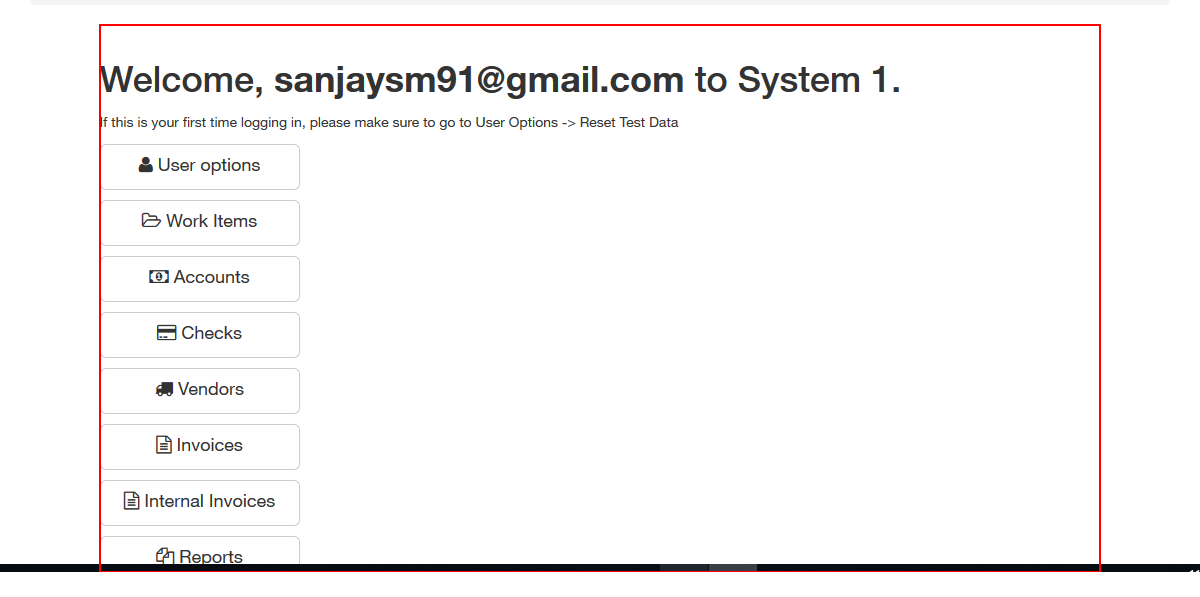 Welcome, sanjaysm91@gmail.com to System 1.
If this is your first time logging in, please make sure to go to User Options -> Reset Test Data
User options
Work Items
Accounts
Checks
Vendors
Invoices
Internal Invoices
Reports